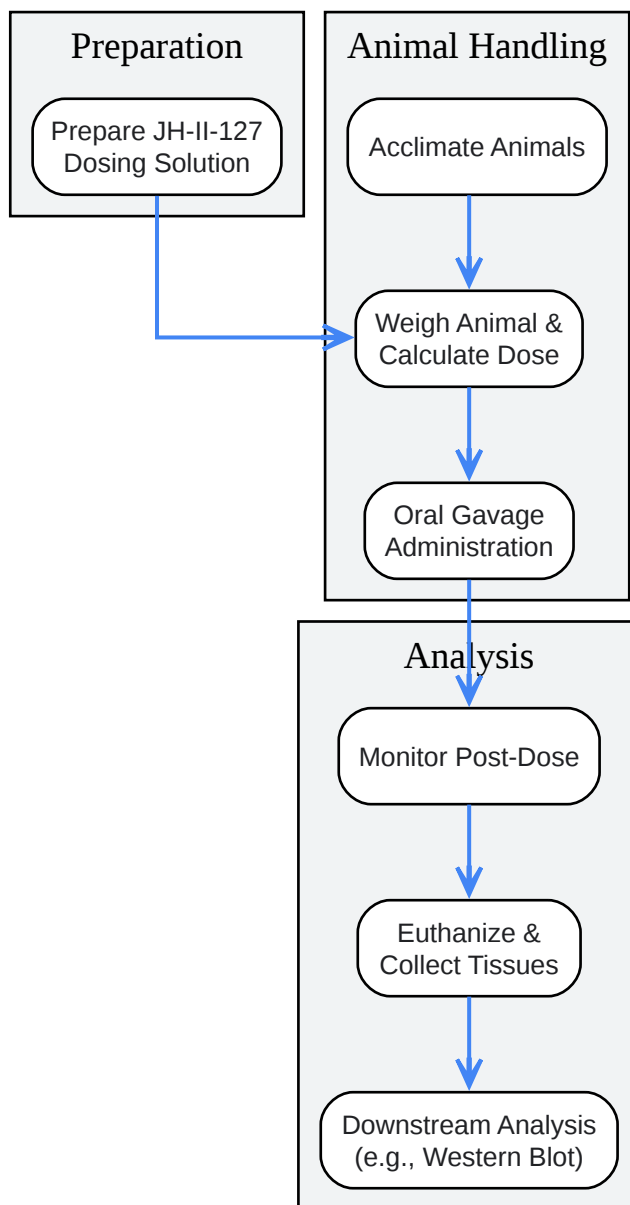 Preparation
Prepare JH-II-127
Dosing Solution
Animal Handling
Acclimate Animals
Weigh Animal &
Calculate Dose
Oral Gavage
Administration
Analysis
Monitor Post-Dose
Euthanize &
Collect Tissues
Downstream Analysis
(e.g., Western Blot)